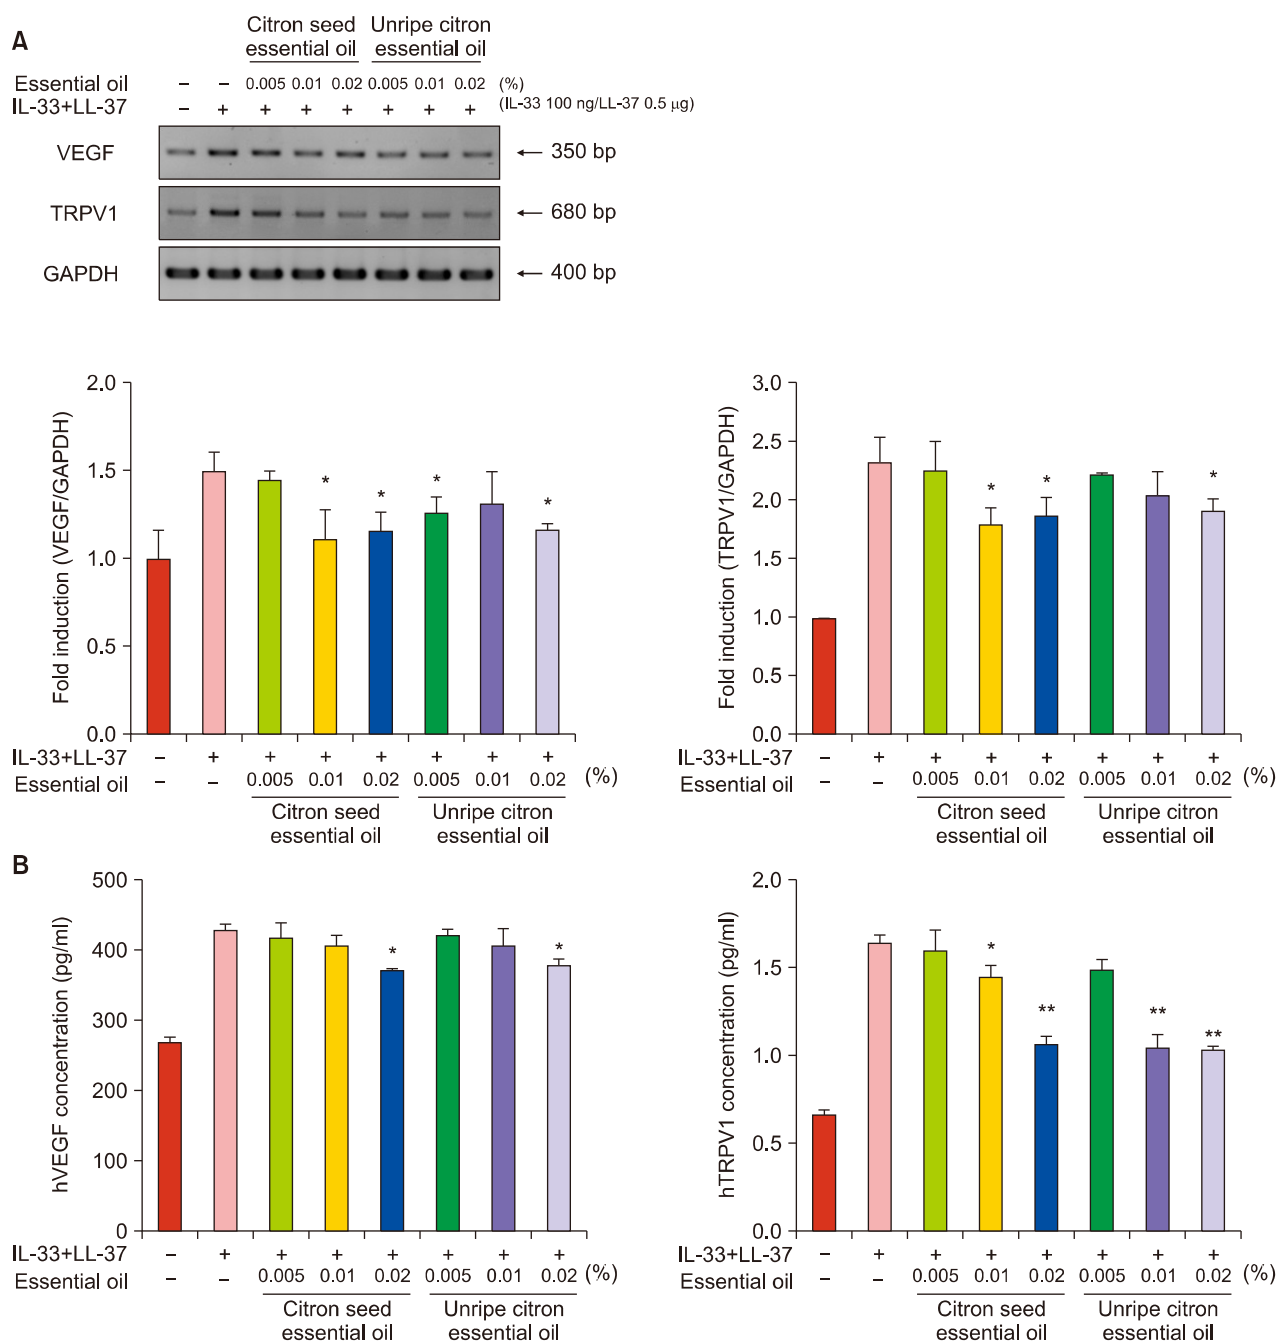 A
Citron seed essential oil
Unripe citron essential oil
Essential oil – – 0.005 0.01 0.02 0.005 0.01 0.02 (%)
IL-33+LL-37 – + + + + + + + (IL-33 100 ng/LL-37 0.5 μg)
VEGF ← 350 bp
TRPV1 ← 680 bp
GAPDH ← 400 bp
Fold induction (VEGF/GAPDH)
2.0
1.5
1.0
0.5
0.0
* * * *
IL-33+LL-37 – + + + + + + +
Essential oil – – 0.005 0.01 0.02 0.005 0.01 0.02 (%)
Citron seed essential oil
Unripe citron essential oil
Fold induction (TRPV1/GAPDH)
3.0
2.5
2.0
1.5
1.0
0.5
0.0
* * *
IL-33+LL-37 – + + + + + + +
Essential oil – – 0.005 0.01 0.02 0.005 0.01 0.02 (%)
Citron seed essential oil
Unripe citron essential oil
B
hVEGF concentration (pg/ml)
500
400
300
200
100
0
* *
IL-33+LL-37 – + + + + + + +
Essential oil – – 0.005 0.01 0.02 0.005 0.01 0.02 (%)
Citron seed essential oil
Unripe citron essential oil
hTRPV1 concentration (pg/ml)
2.0
1.5
1.0
0.5
0.0
* ** ** **
IL-33+LL-37 – + + + + + + +
Essential oil – – 0.005 0.01 0.02 0.005 0.01 0.02 (%)
Citron seed essential oil
Unripe citron essential oil